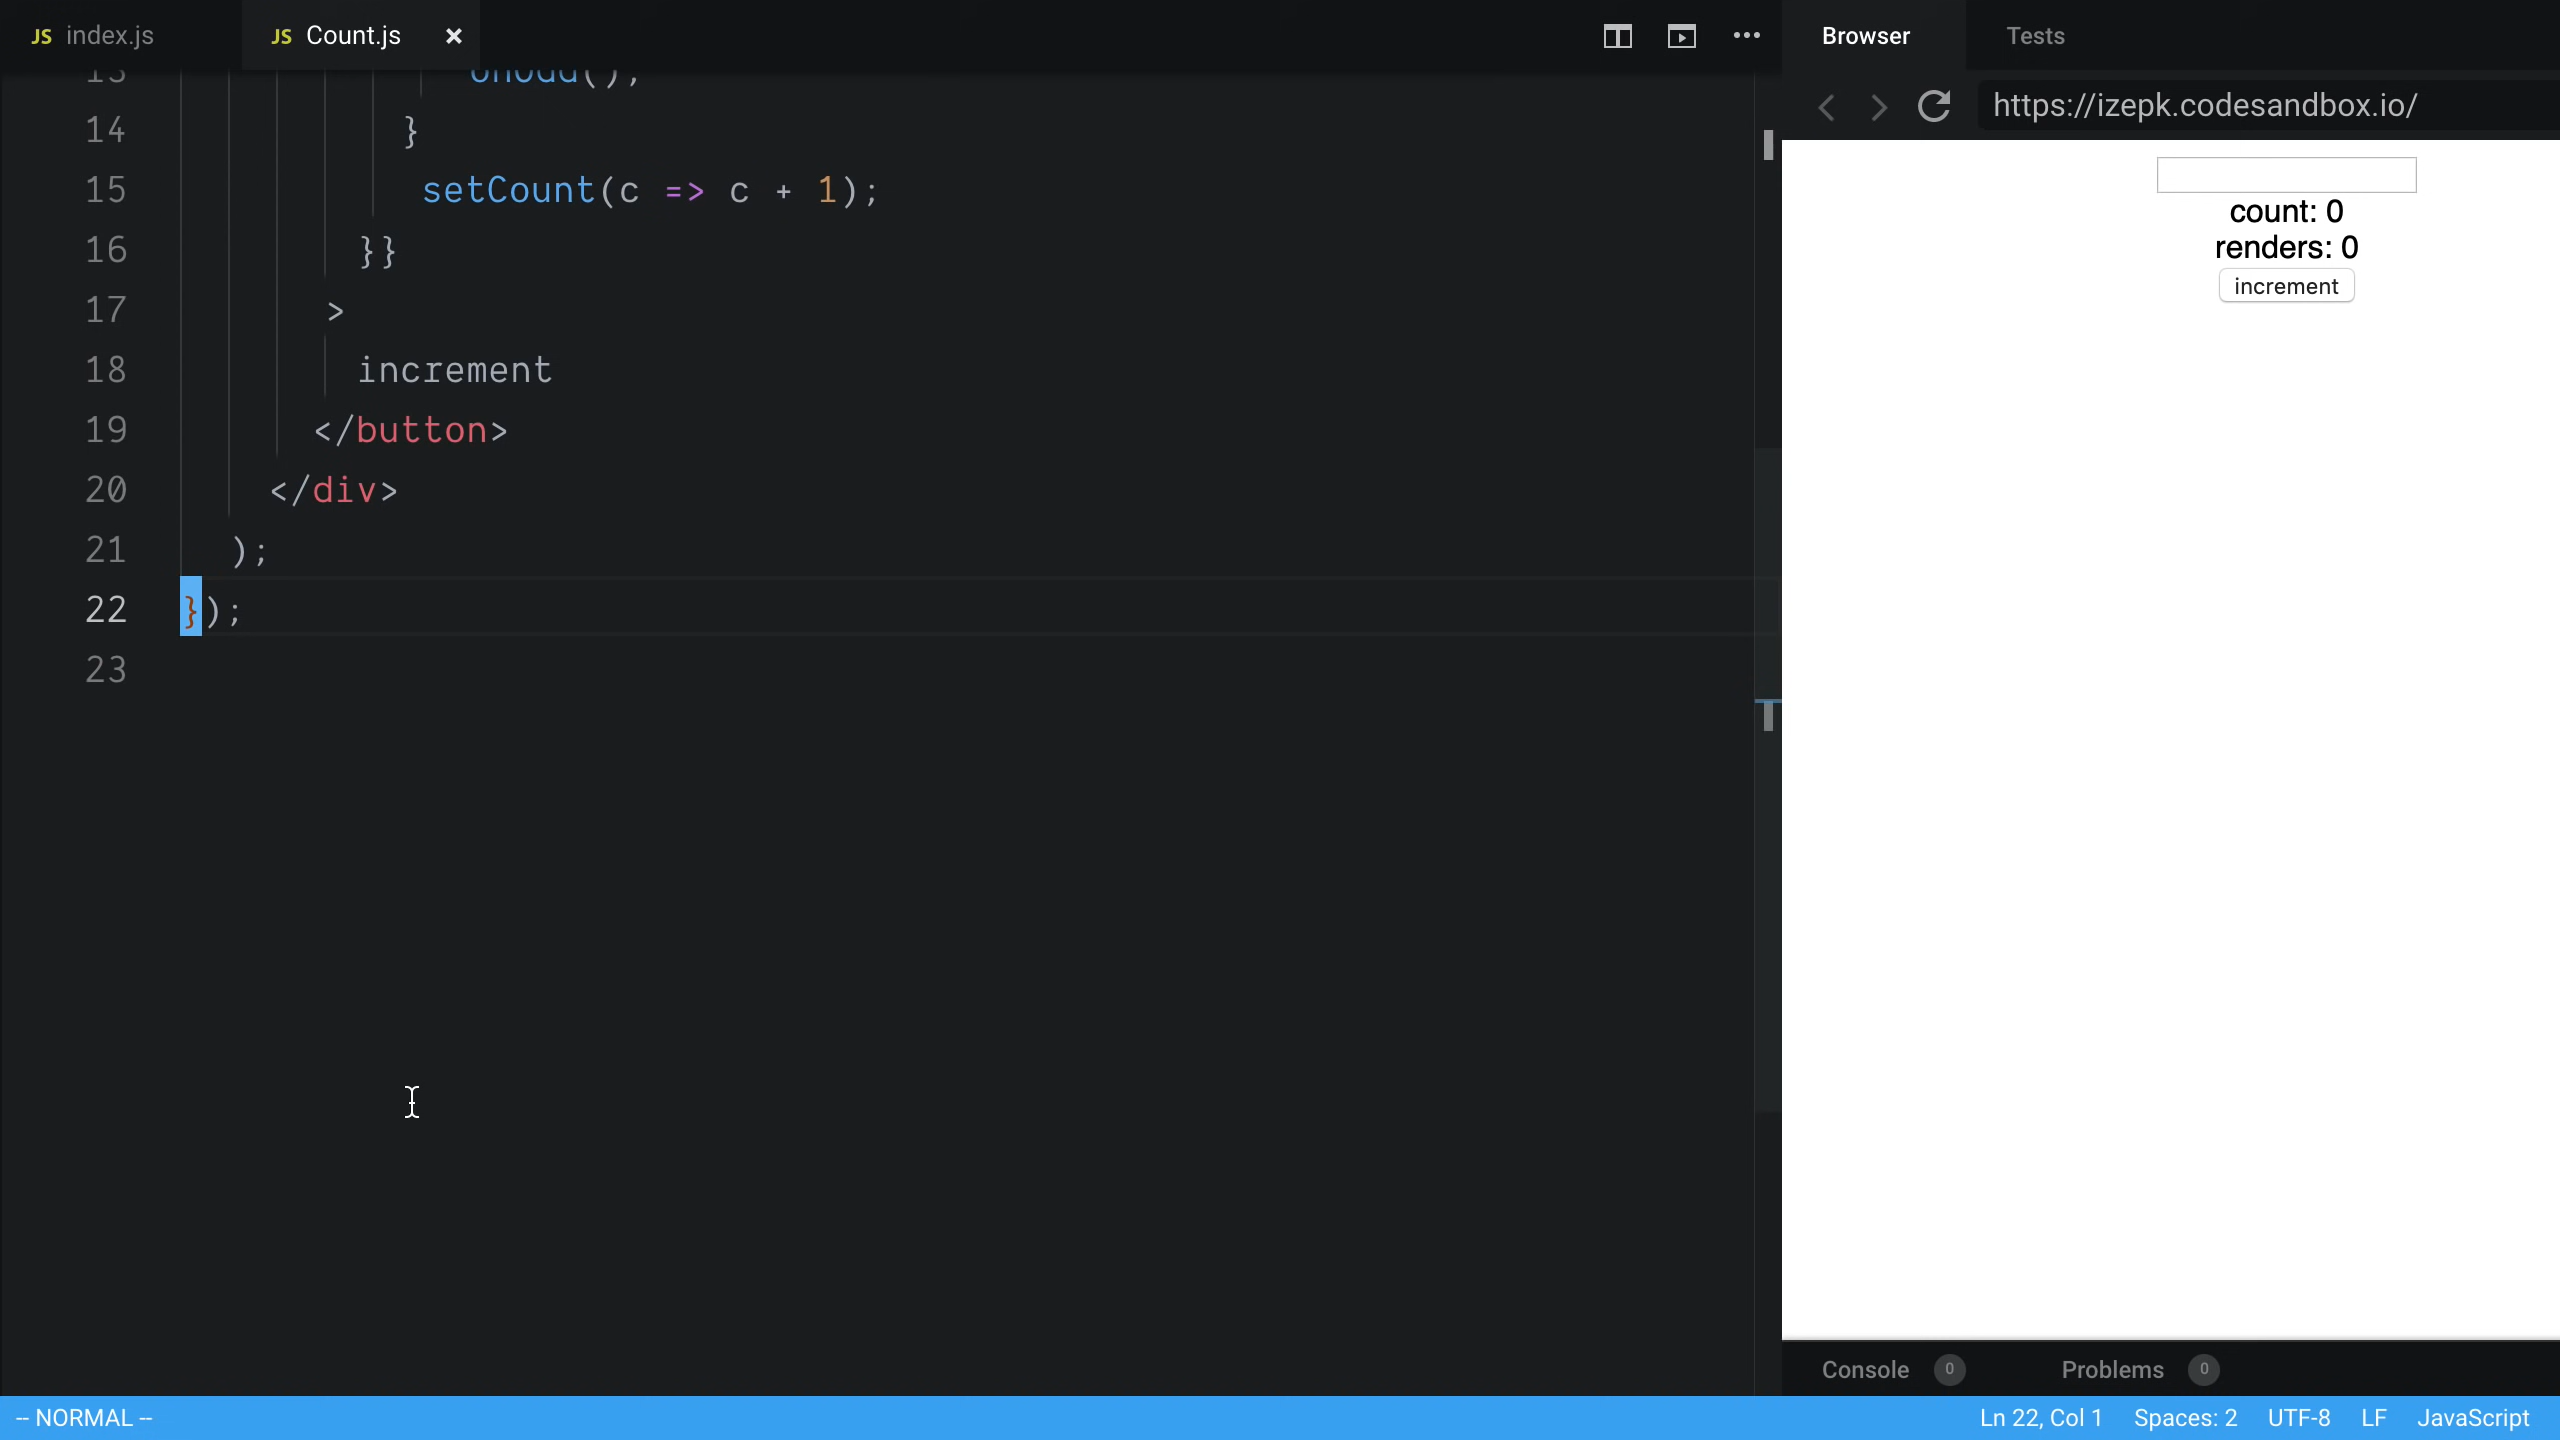 JS index.js
JS Count.js ×
Browser
Tests
https://izepk.codesandbox.io/
13 onodd();
14 }
15 setCount(c => c + 1);
16 }}
17 >
18 increment
19 </button>
20 </div>
21 );
22 });
23
count: 0
renders: 0
increment
Console 0
Problems 0
-- NORMAL --
Ln 22, Col 1
Spaces: 2
UTF-8
LF
JavaScript